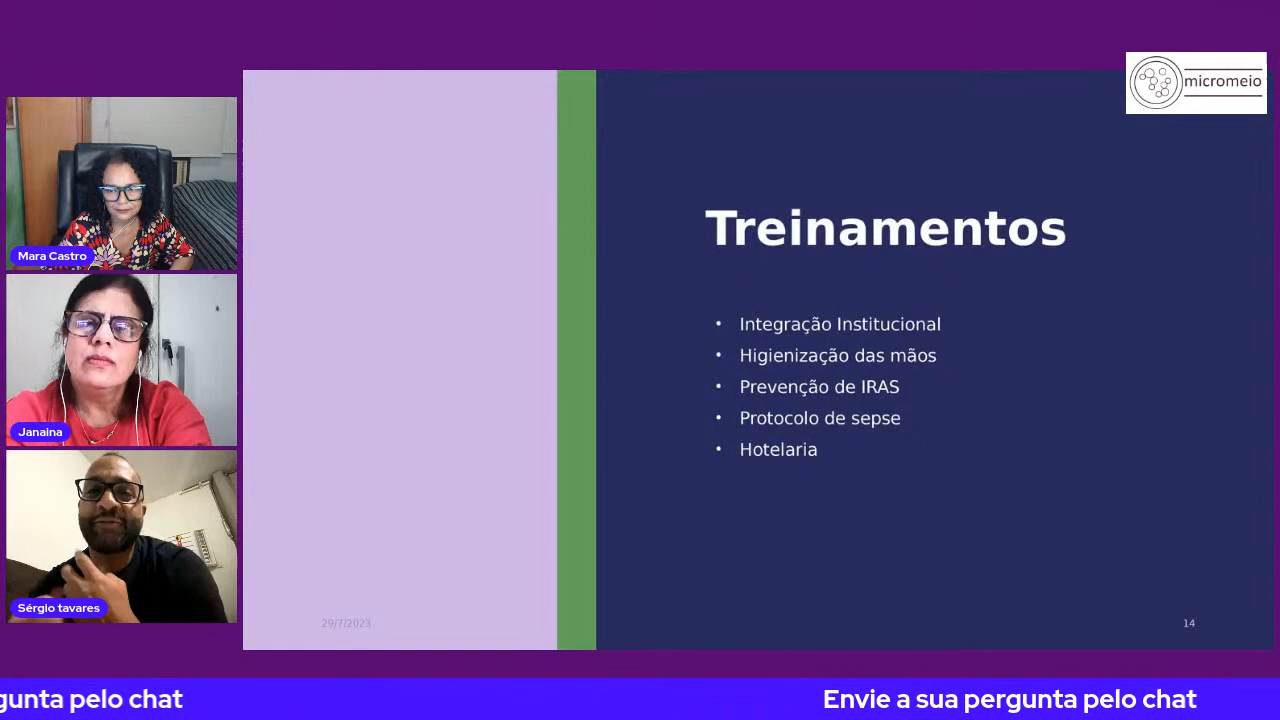 micromeio
Mara Castro
Janaina
Sérgio tavares
Treinamentos
• Integração Institucional
• Higienização das mãos
• Prevenção de IRAS
• Protocolo de sepse
• Hotelaria
29/7/2023
14
gunta pelo chat
Envie a sua pergunta pelo chat